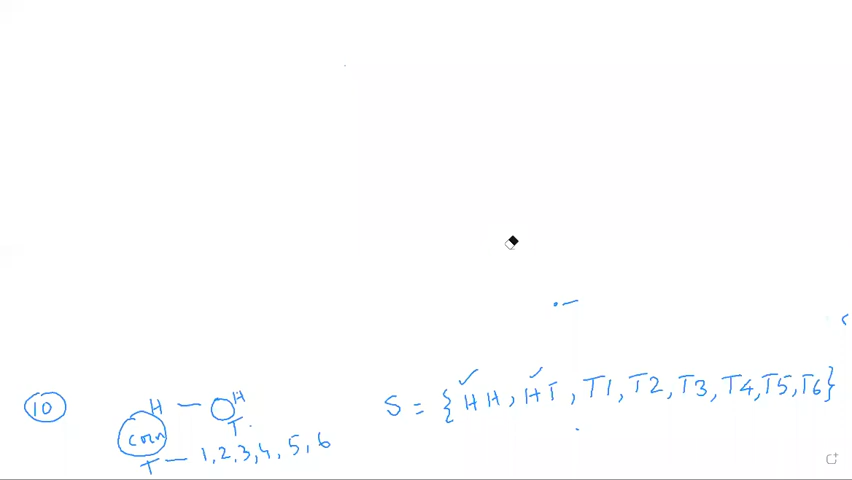 10
H — H
coin T
T — 1,2,3,4,5,6
S = {HH, HT, T1, T2, T3, T4, T5, T6}